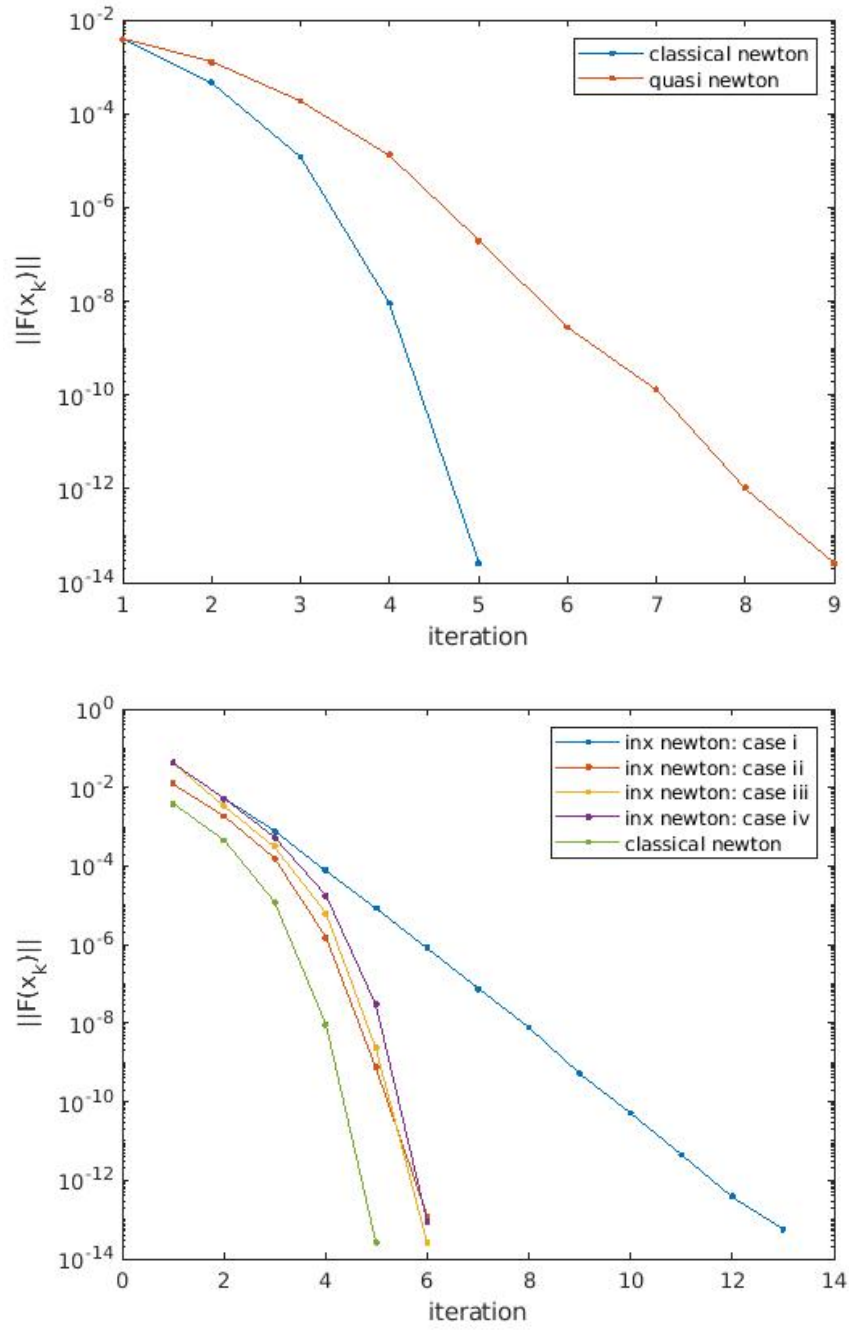 10^-2
classical newton
quasi newton
10^-4
10^-6
||F(x_k)||
10^-8
10^-10
10^-12
10^-14
1 2 3 4 5 6 7 8 9
iteration
10^0
inx newton: case i
inx newton: case ii
10^-2
inx newton: case iii
inx newton: case iv
classical newton
10^-4
10^-6
||F(x_k)||
10^-8
10^-10
10^-12
10^-14
0 2 4 6 8 10 12 14
iteration